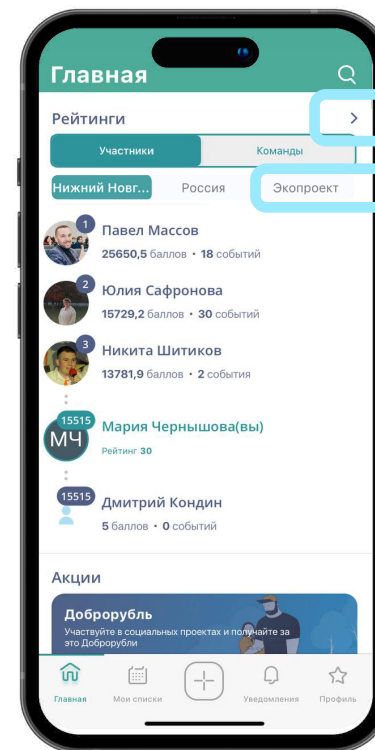 Главная
Рейтинги
Участники Команды
Нижний Новг... Россия Экопроект
1
Павел Массов
25650,5 баллов • 18 событий
2
Юлия Сафронова
15729,2 баллов • 30 событий
3
Никита Шитиков
13781,9 баллов • 2 события
15515
МЧ
Мария Чернышова(вы)
Рейтинг 30
15515
Дмитрий Кондин
5 баллов • 0 событий
Акции
Доброрубль
Участвуйте в социальных проектах и получайте за
это Доброрубли
Главная Мои списки Уведомления Профиль